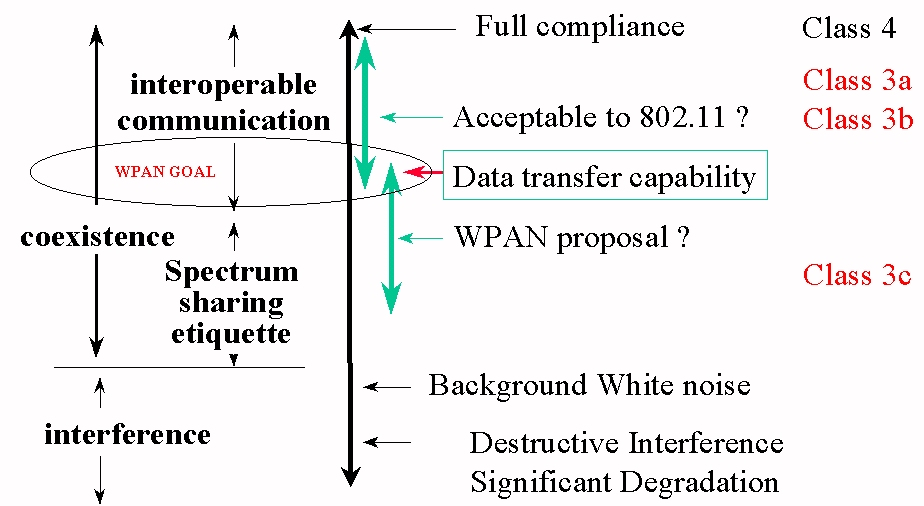 Full compliance Class 4
interoperable
communication
Class 3a
Acceptable to 802.11 ? Class 3b
WPAN GOAL
Data transfer capability
coexistence
WPAN proposal ?
Spectrum
sharing
etiquette
Class 3c
Background White noise
interference
Destructive Interference
Significant Degradation